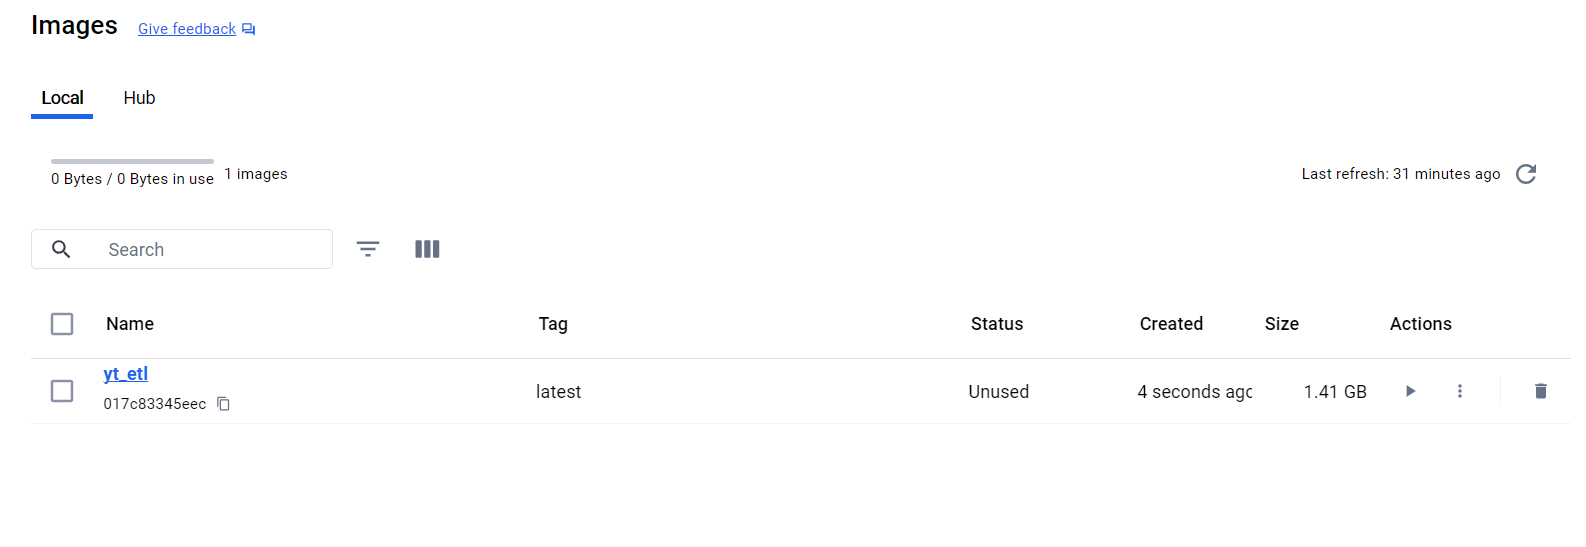 Images Give feedback
Local Hub
0 Bytes / 0 Bytes in use 1 images Last refresh: 31 minutes ago
Search
Name Tag Status Created Size Actions
yt_etl
017c83345eec latest Unused 4 seconds agc 1.41 GB